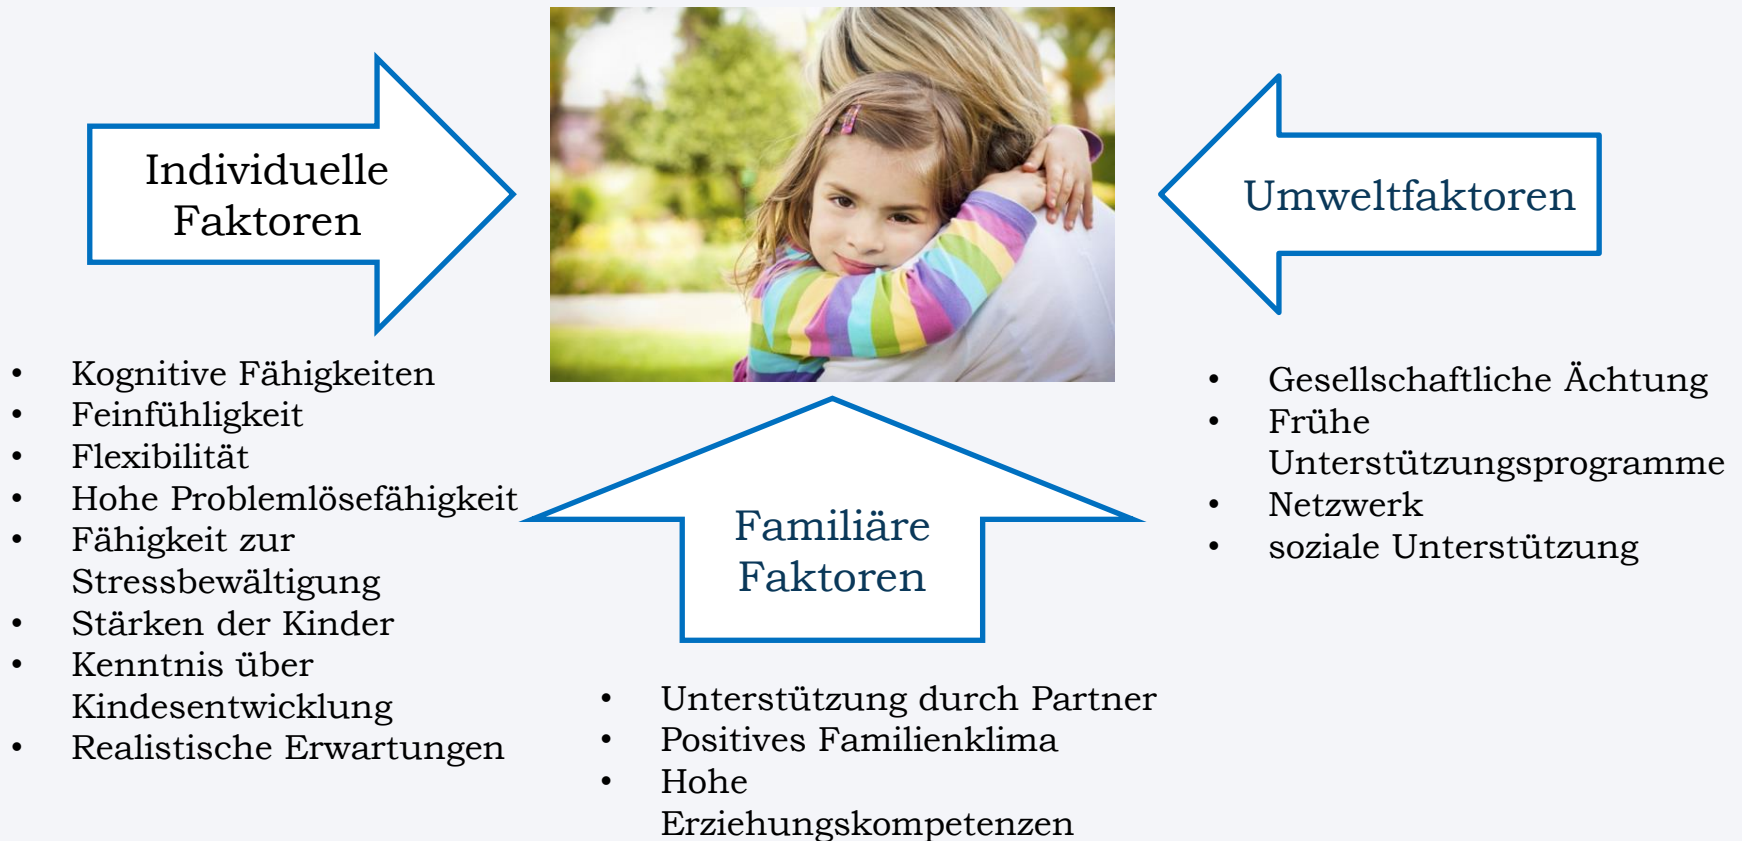 Individuelle
Faktoren
• Kognitive Fähigkeiten
• Feinfühligkeit
• Flexibilität
• Hohe Problemlösefähigkeit
• Fähigkeit zur
Stressbewältigung
• Stärken der Kinder
• Kenntnis über
Kindesentwicklung
• Realistische Erwartungen
Familiäre
Faktoren
• Unterstützung durch Partner
• Positives Familienklima
• Hohe
Erziehungskompetenzen
Umweltfaktoren
• Gesellschaftliche Ächtung
• Frühe
Unterstützungsprogramme
• Netzwerk
• soziale Unterstützung